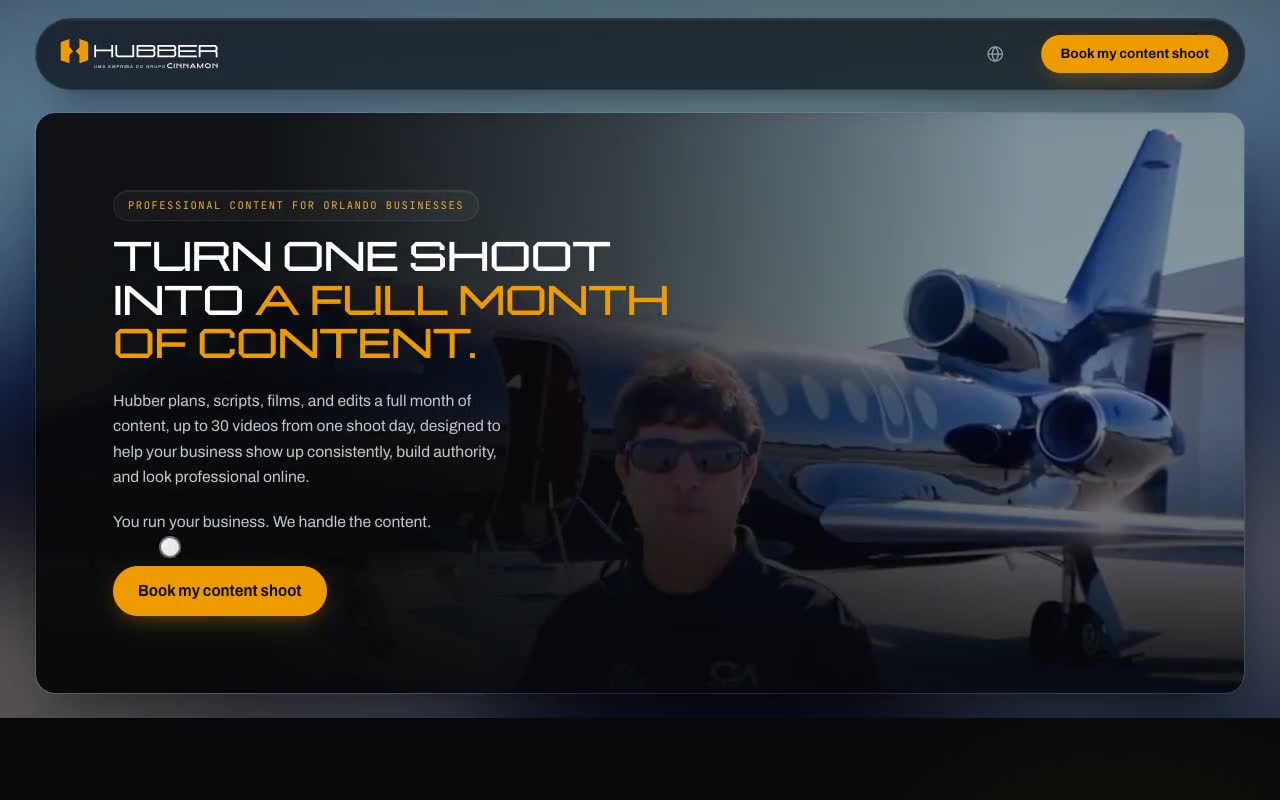 HUBBER
UMA EMPRESA DO GRUPO CINNAMON
Book my content shoot
PROFESSIONAL CONTENT FOR ORLANDO BUSINESSES
TURN ONE SHOOT
INTO A FULL MONTH
OF CONTENT.
Hubber plans, scripts, films, and edits a full month of
content, up to 30 videos from one shoot day, designed to
help your business show up consistently, build authority,
and look professional online.
You run your business. We handle the content.
Book my content shoot